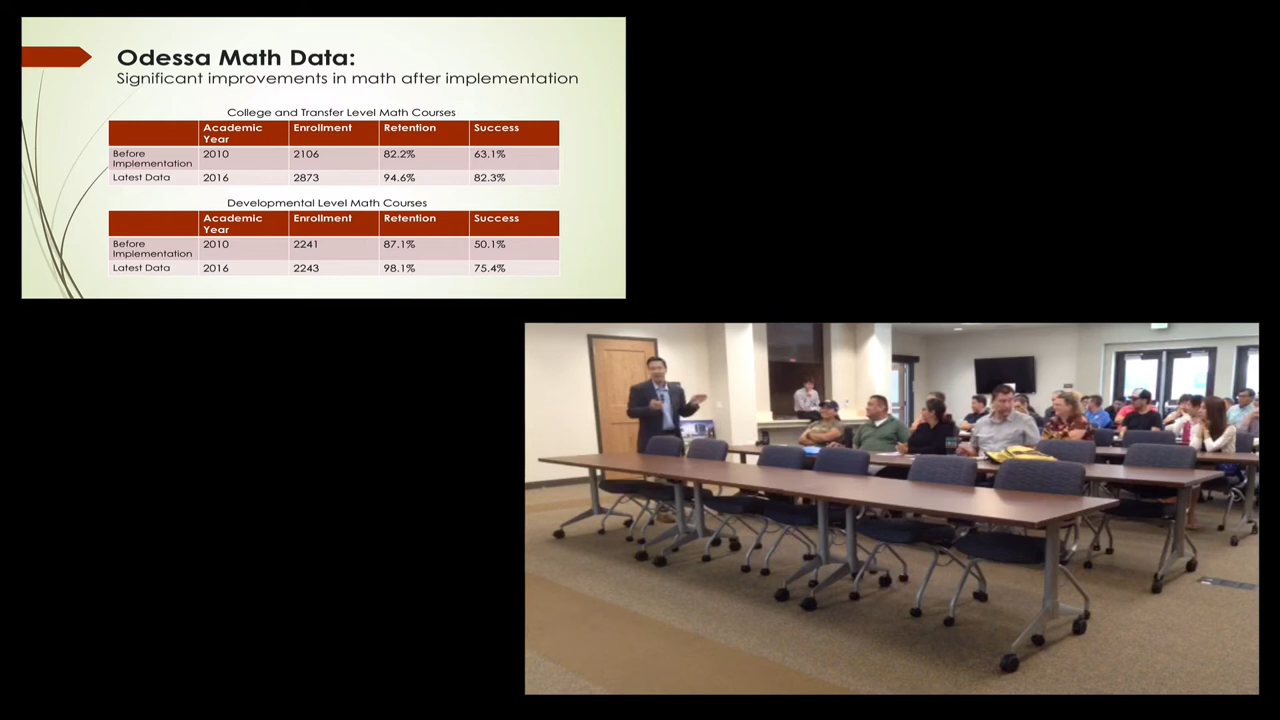 Odessa Math Data:
Significant improvements in math after implementation
College and Transfer Level Math Courses
Academic Year Enrollment Retention Success
Before Implementation 2010 2106 82.2% 63.1%
Latest Data 2016 2873 94.6% 82.3%
Developmental Level Math Courses
Academic Year Enrollment Retention Success
Before Implementation 2010 2241 87.1% 50.1%
Latest Data 2016 2243 98.1% 75.4%